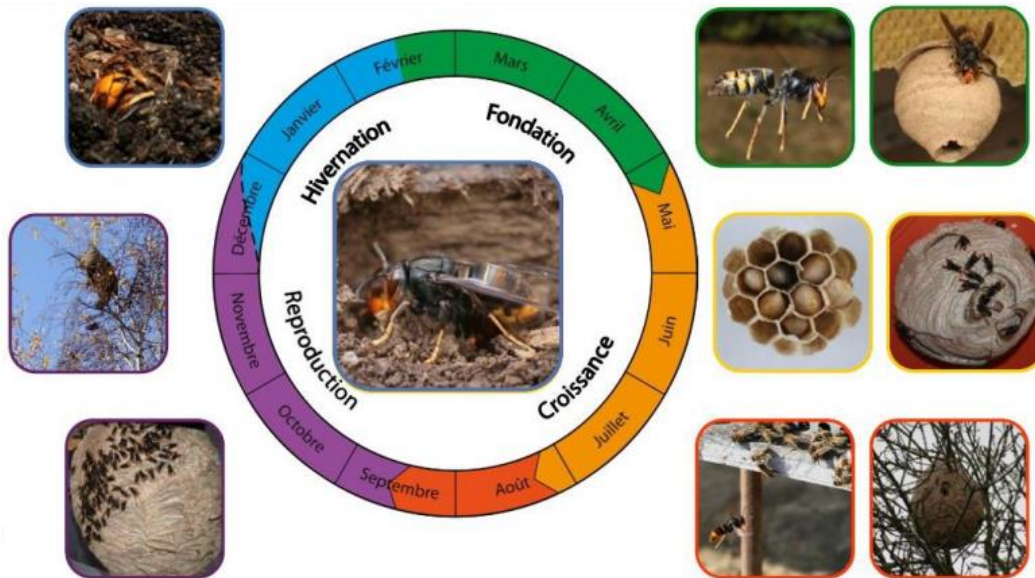 Janvier
Février
Mars
Avril
Mai
Juin
Juillet
Août
Septembre
Octobre
Novembre
Décembre
Hivernation
Fondation
Croissance
Reproduction